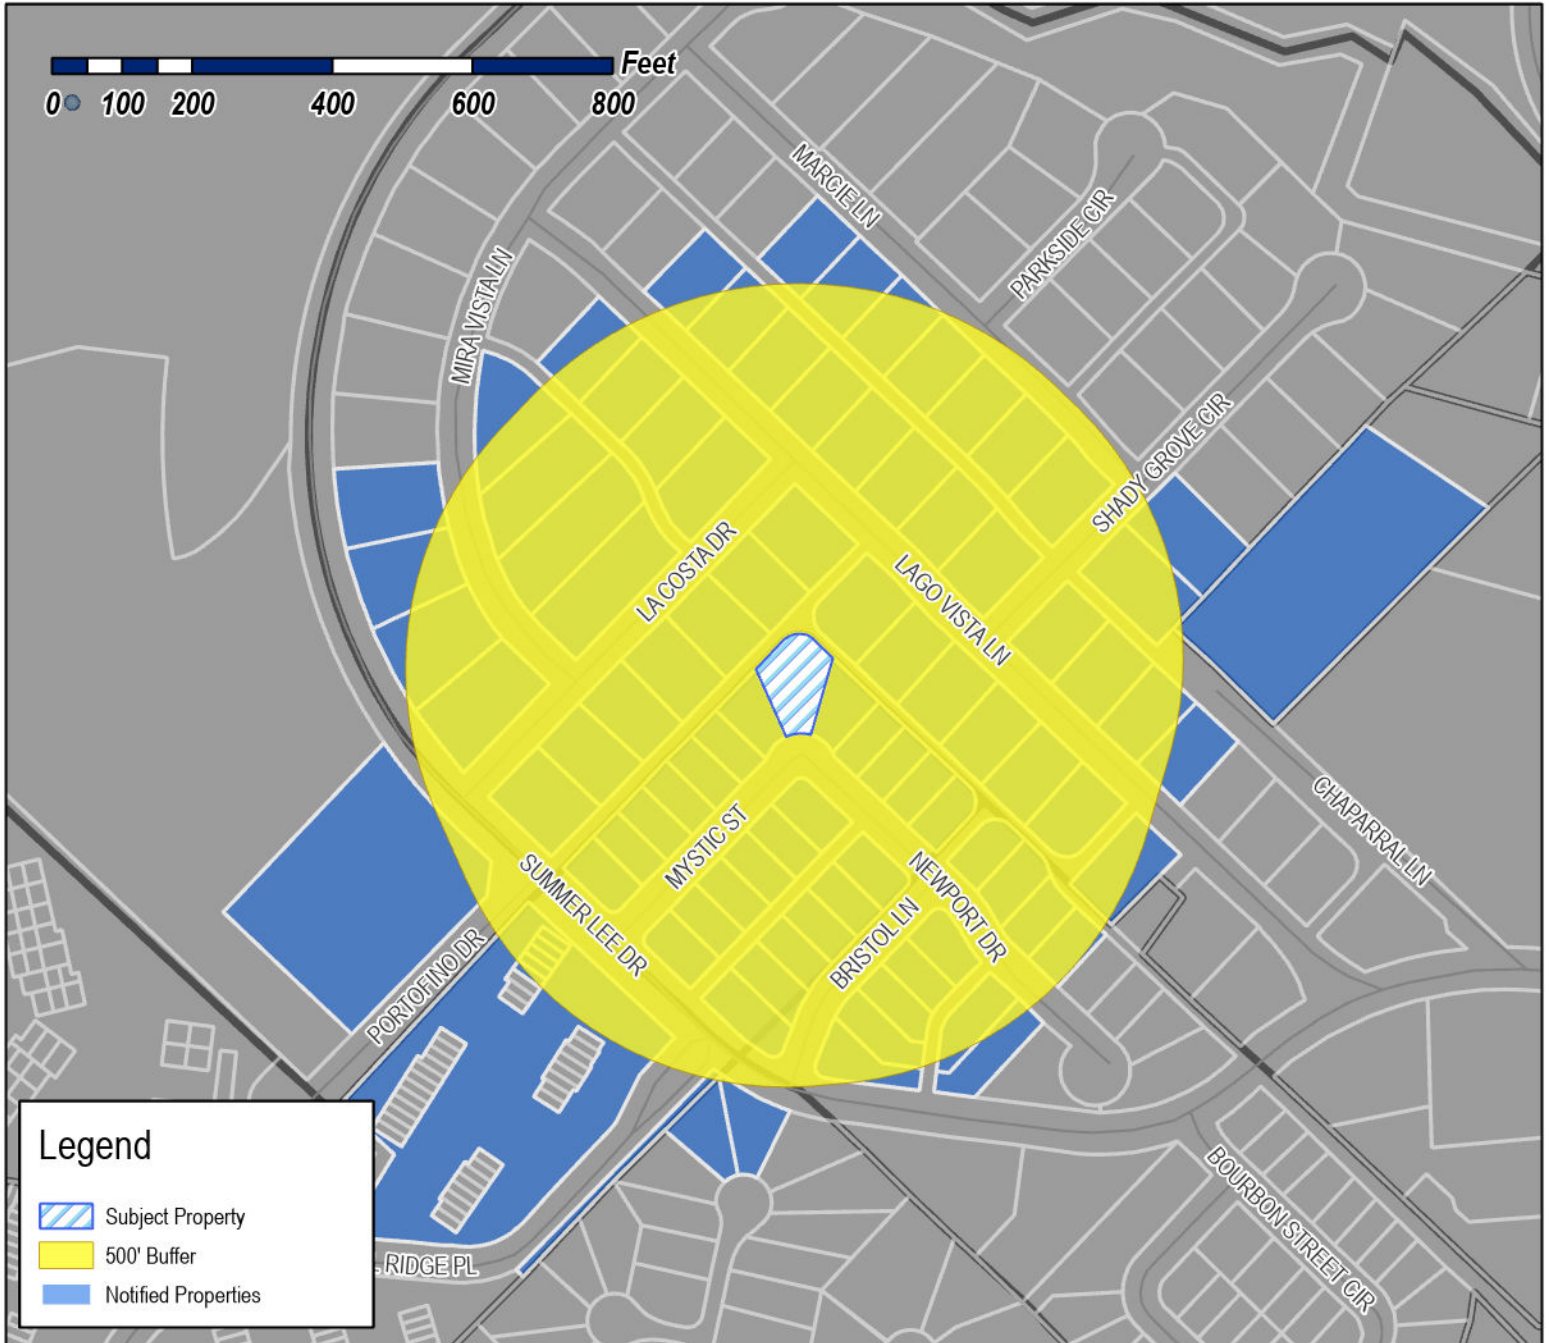 Feet
0 100 200 400 600 800
MARCIE LN
PARKSIDE CIR
MIRA VISTA LN
SHADY GROVE CIR
LA COSTA DR
LAGO VISTA LN
CHAPARRAL LN
MYSTIC ST
SUMMER LEE DR
NEWPORT DR
BRISTOL LN
PORTOFINO DR
BOURBON STREET CIR
RIDGE PL
Legend
Subject Property
500' Buffer
Notified Properties